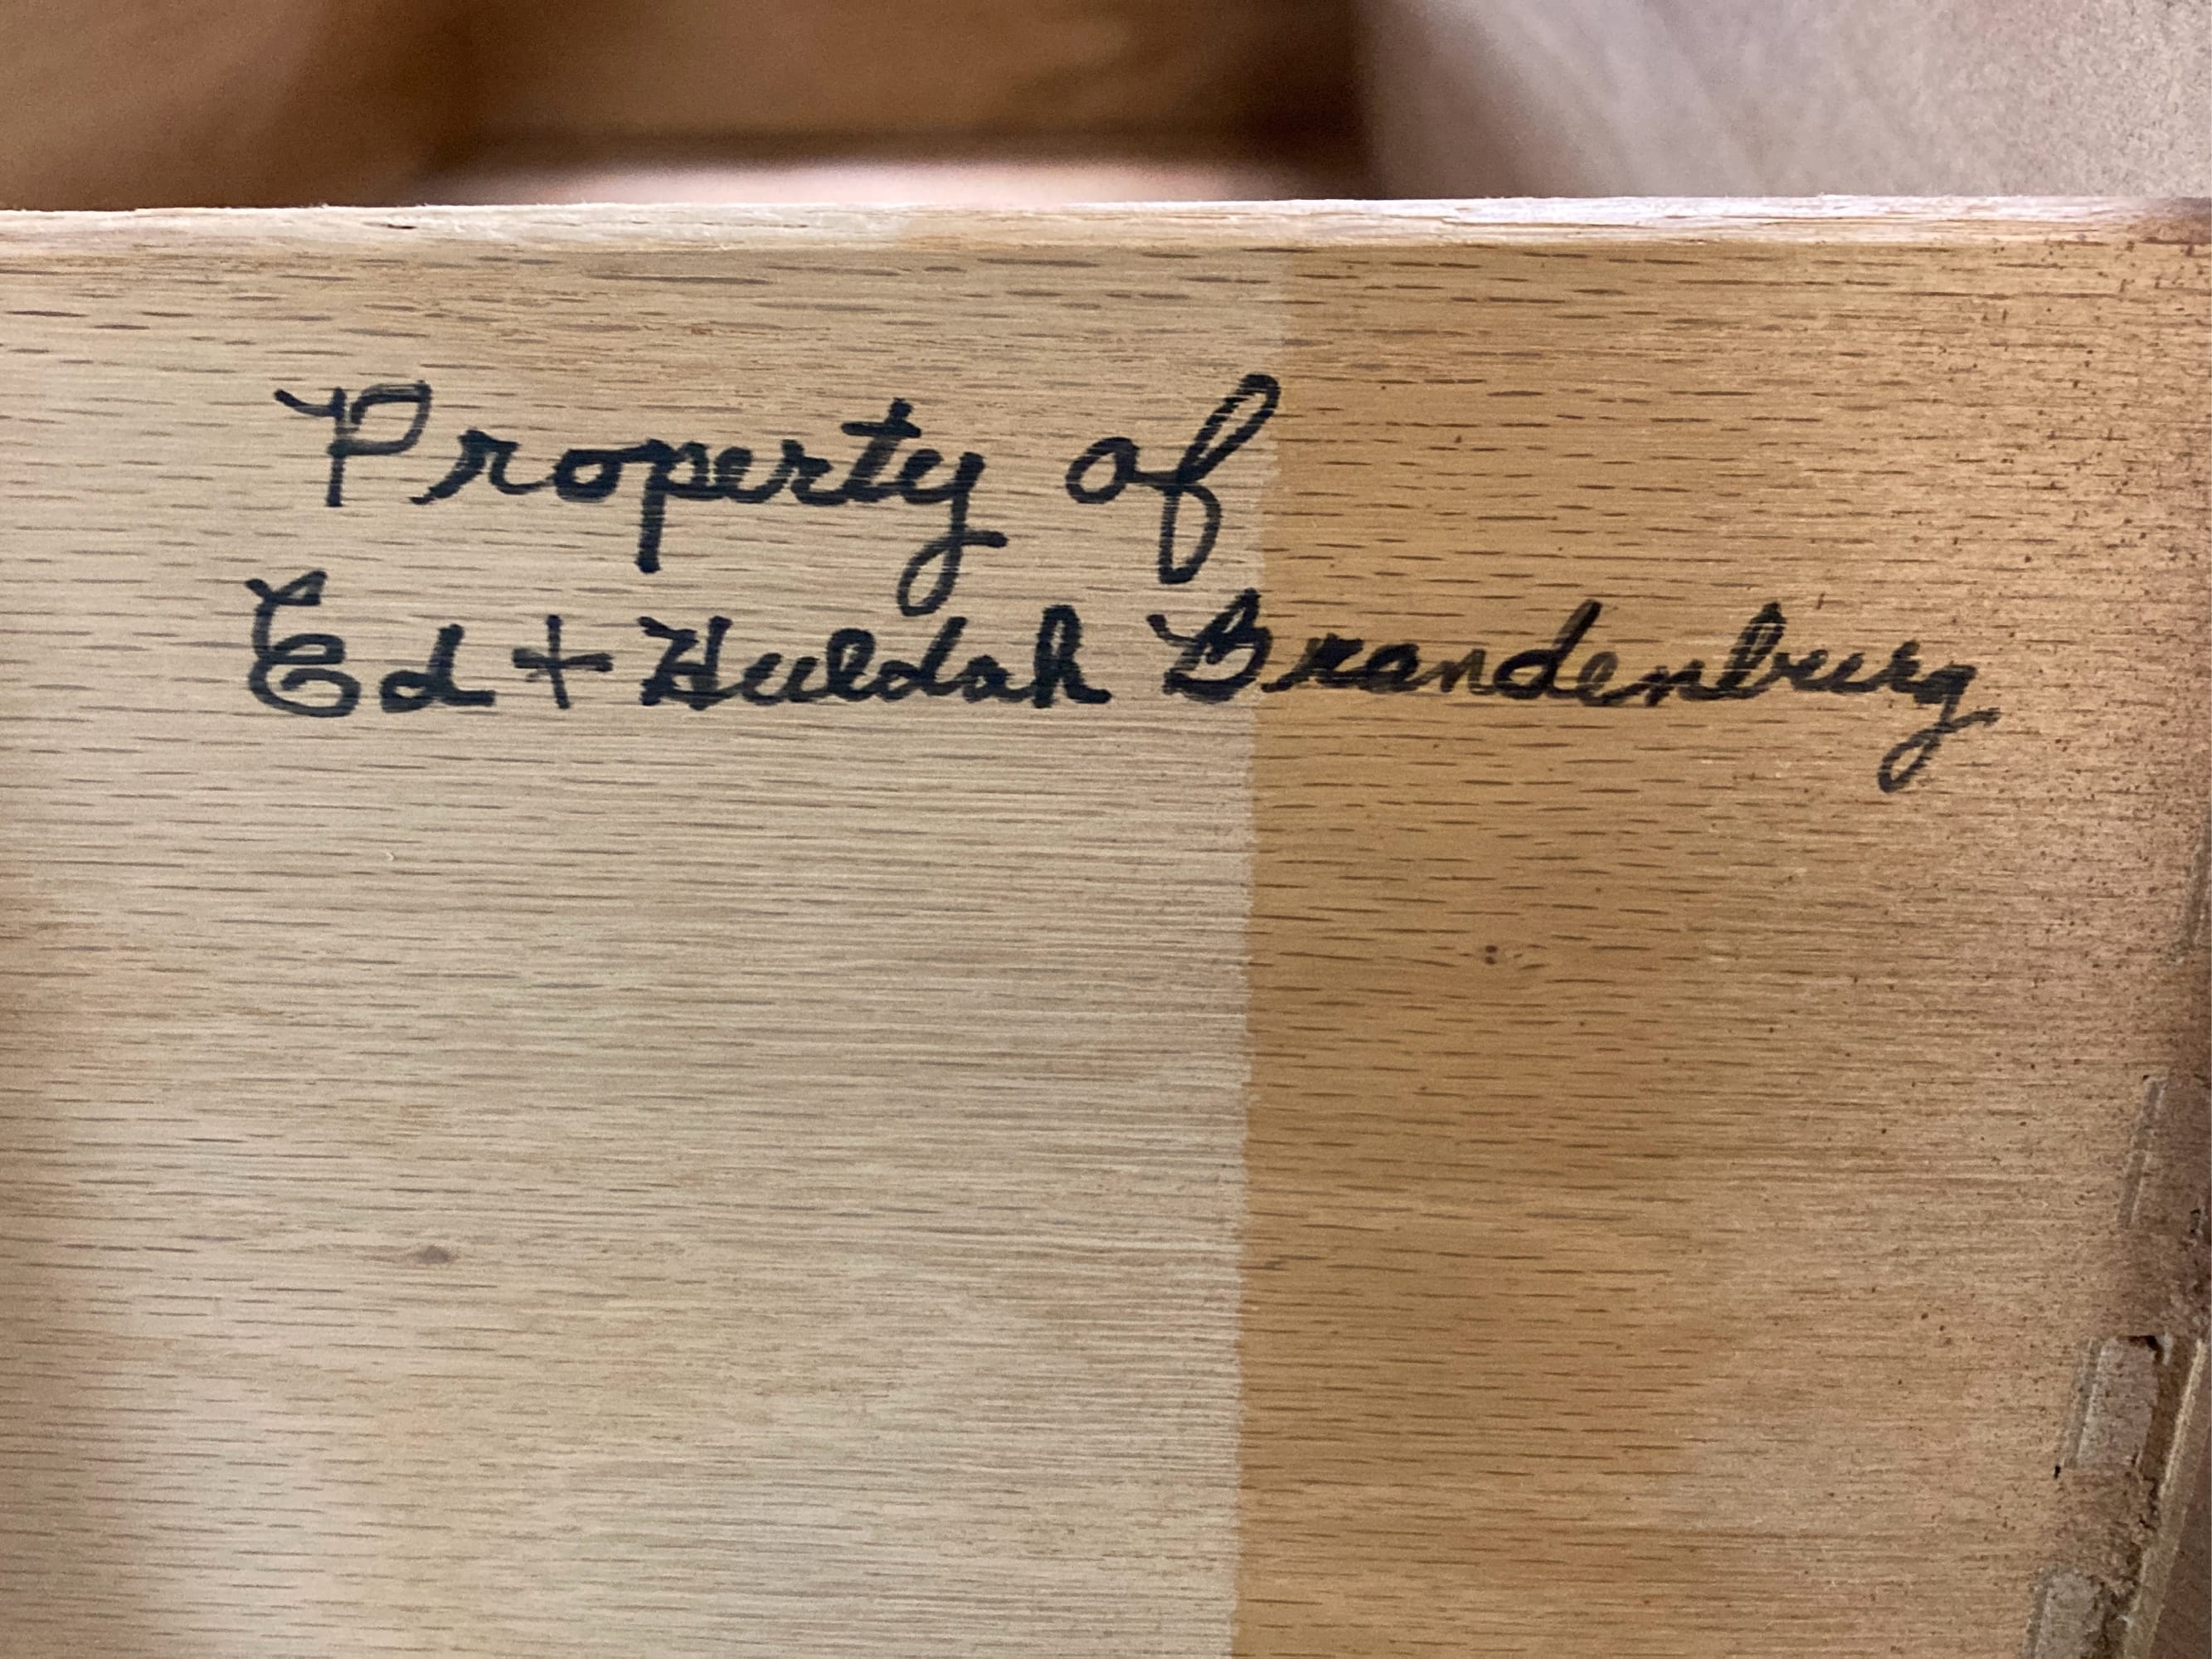 Property of
Ed + Huldah Brandenburg